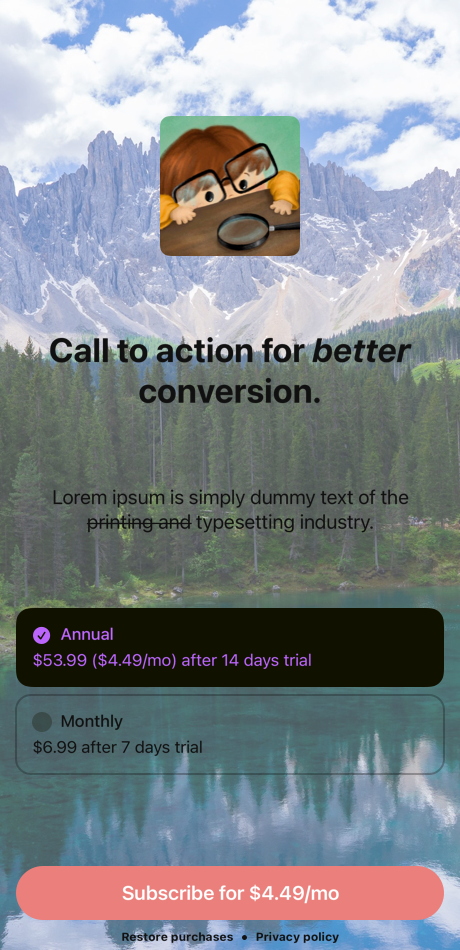 Call to action for better
conversion.
Lorem ipsum is simply dummy text of the
printing and typesetting industry.
Annual
$53.99 ($4.49/mo) after 14 days trial
Monthly
$6.99 after 7 days trial
Subscribe for $4.49/mo
Restore purchases • Privacy policy